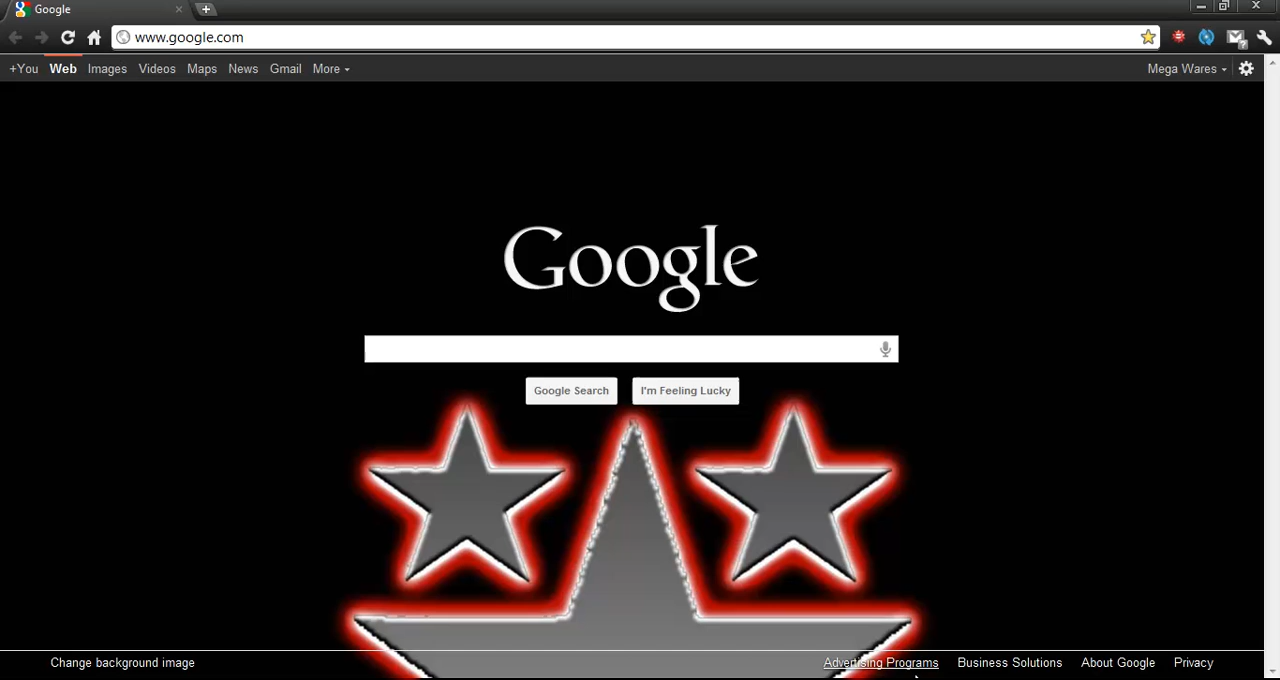 Google
www.google.com
+You Web Images Videos Maps News Gmail More Mega Wares
Google
Google Search I'm Feeling Lucky
Change background image Advertising Programs Business Solutions About Google Privacy